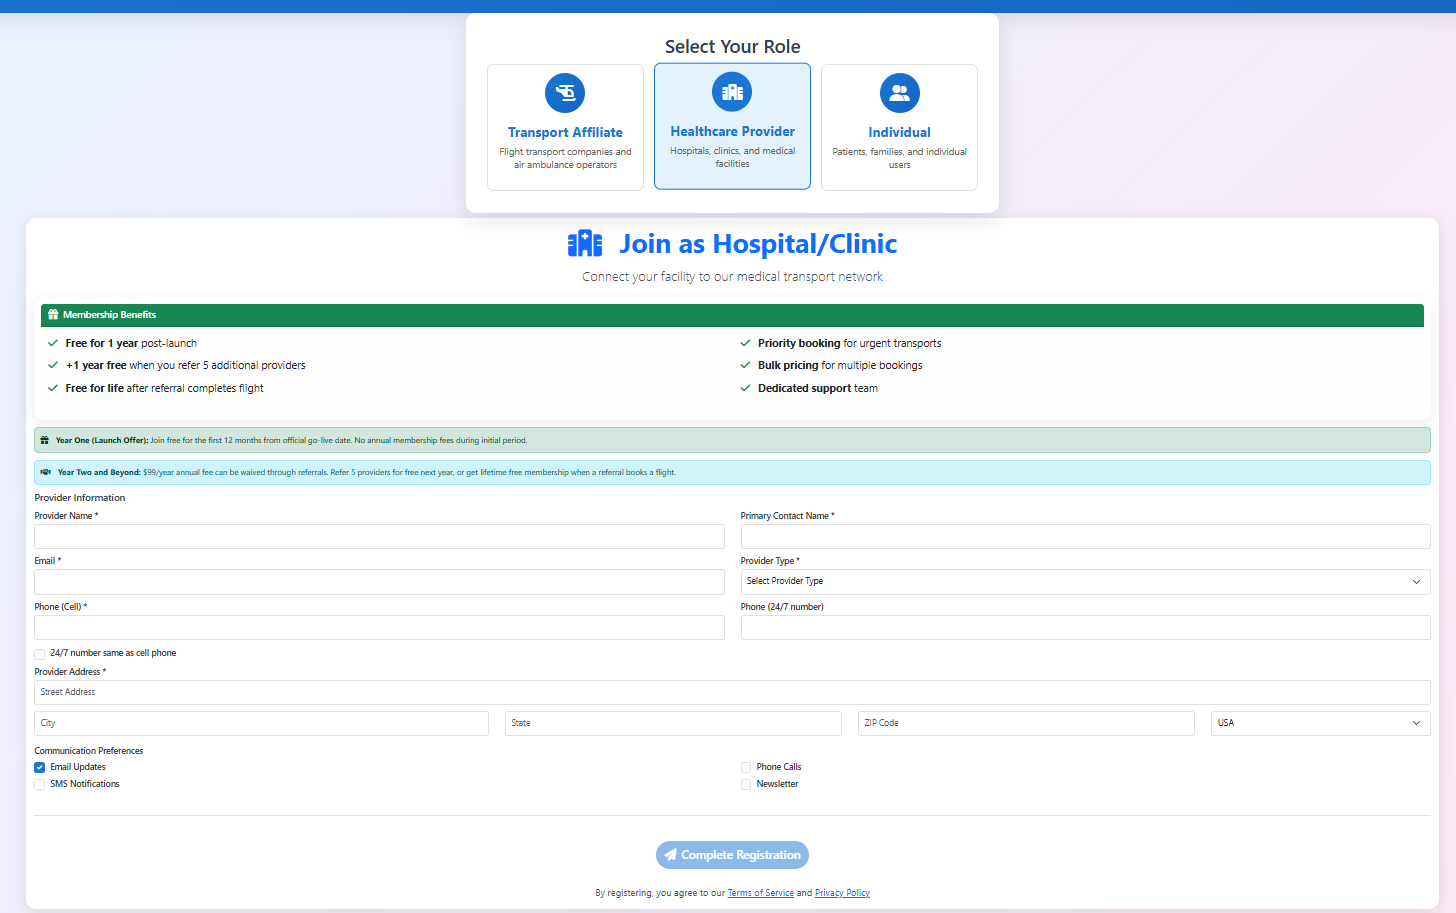 Select Your Role
Transport Affiliate
Flight transport companies and
air ambulance operators
Healthcare Provider
Hospitals, clinics, and medical
facilities
Individual
Patients, families, and individual
users
Join as Hospital/Clinic
Connect your facility to our medical transport network
Membership Benefits
Free for 1 year post-launch
+1 year free when you refer 5 additional providers
Free for life after referral completes flight
Priority booking for urgent transports
Bulk pricing for multiple bookings
Dedicated support team
Year One (Launch Offer): Join free for the first 12 months from official go-live date. No annual membership fees during initial period.
Year Two and Beyond: $99/year annual fee can be waived through referrals. Refer 5 providers for free next year, or get lifetime free membership when a referral books a flight.
Provider Information
Provider Name *
Primary Contact Name *
Email *
Provider Type *
Select Provider Type
Phone (Cell) *
Phone (24/7 number)
24/7 number same as cell phone
Provider Address *
Street Address
City
State
ZIP Code
USA
Communication Preferences
Email Updates
Phone Calls
SMS Notifications
Newsletter
Complete Registration
By registering, you agree to our Terms of Service and Privacy Policy